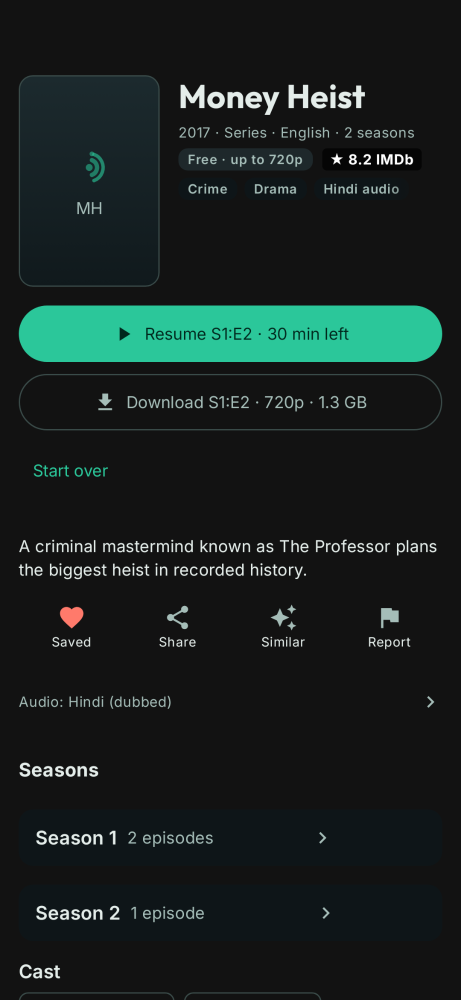 MH
Money Heist
2017 · Series · English · 2 seasons
Free · up to 720p
★ 8.2 IMDb
Crime
Drama
Hindi audio
Resume S1:E2 · 30 min left
Download S1:E2 · 720p · 1.3 GB
Start over
A criminal mastermind known as The Professor plans
the biggest heist in recorded history.
Saved
Share
Similar
Report
Audio: Hindi (dubbed)
Seasons
Season 1 2 episodes
Season 2 1 episode
Cast